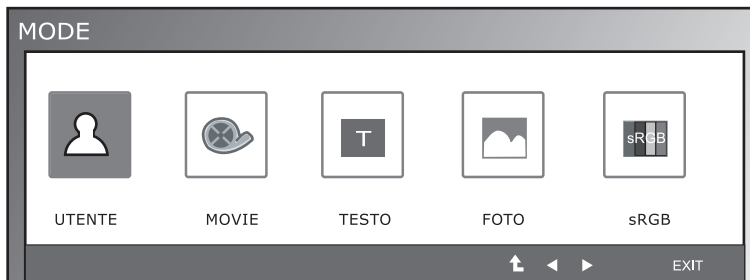 MODE
T
sRGB
UTENTE MOVIE TESTO FOTO sRGB
EXIT